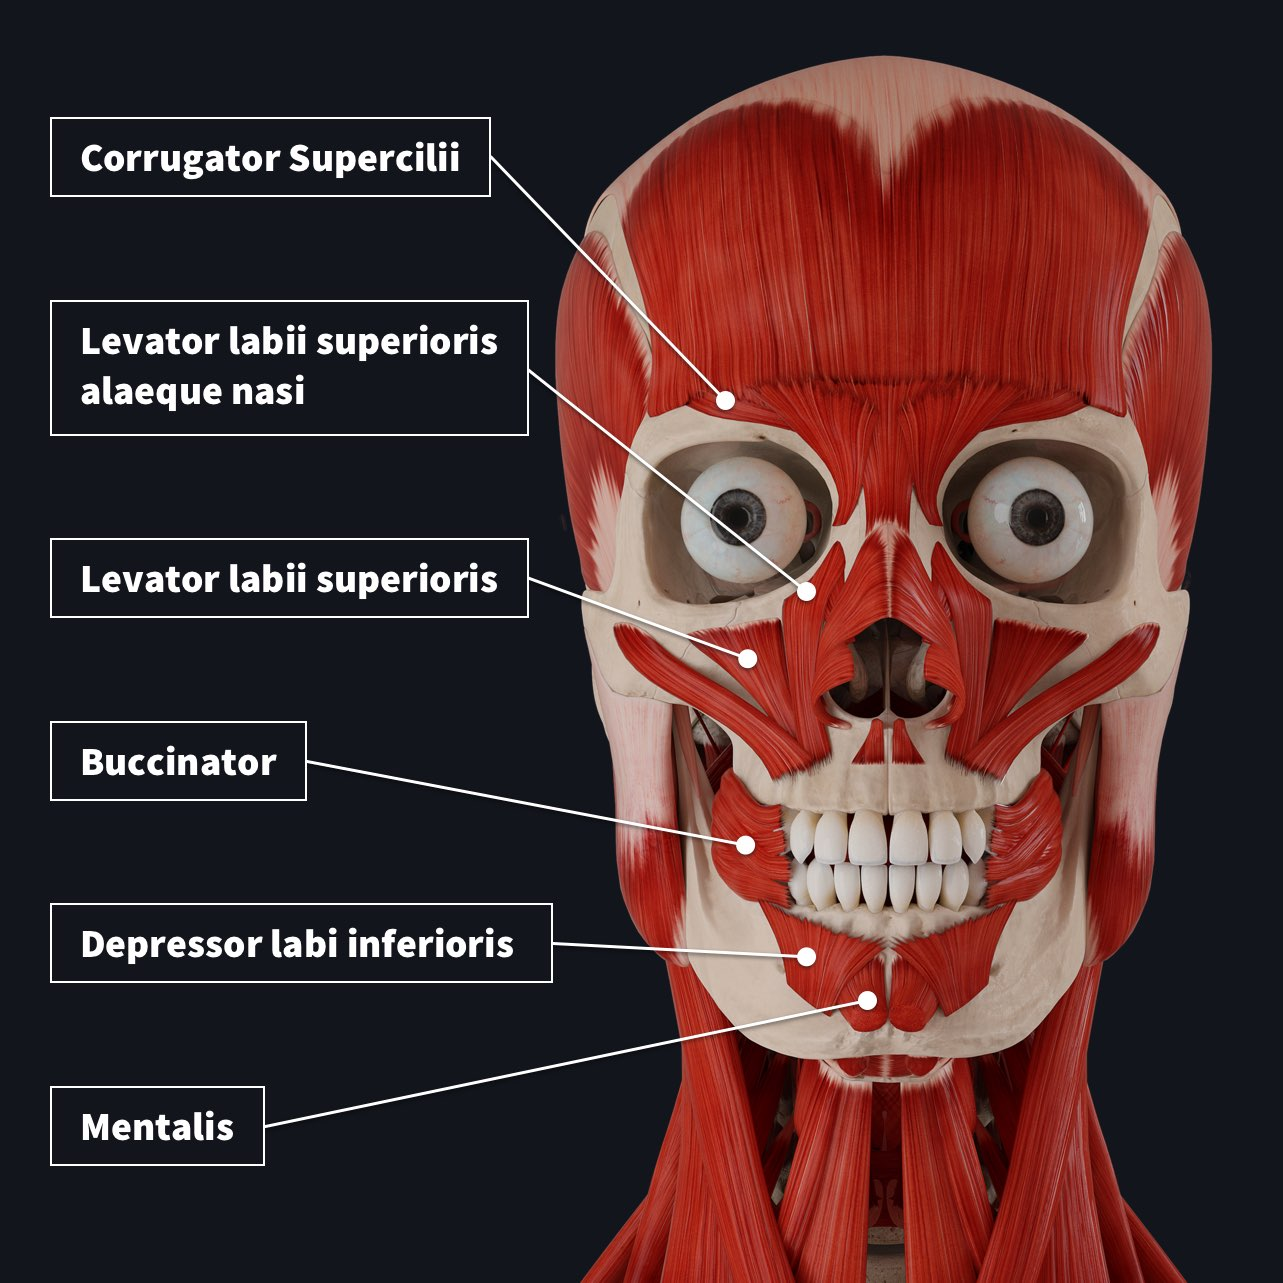 Corrugator Supercilii
Levator labii superioris
alaeque nasi
Levator labii superioris
Buccinator
Depressor labi inferioris
Mentalis